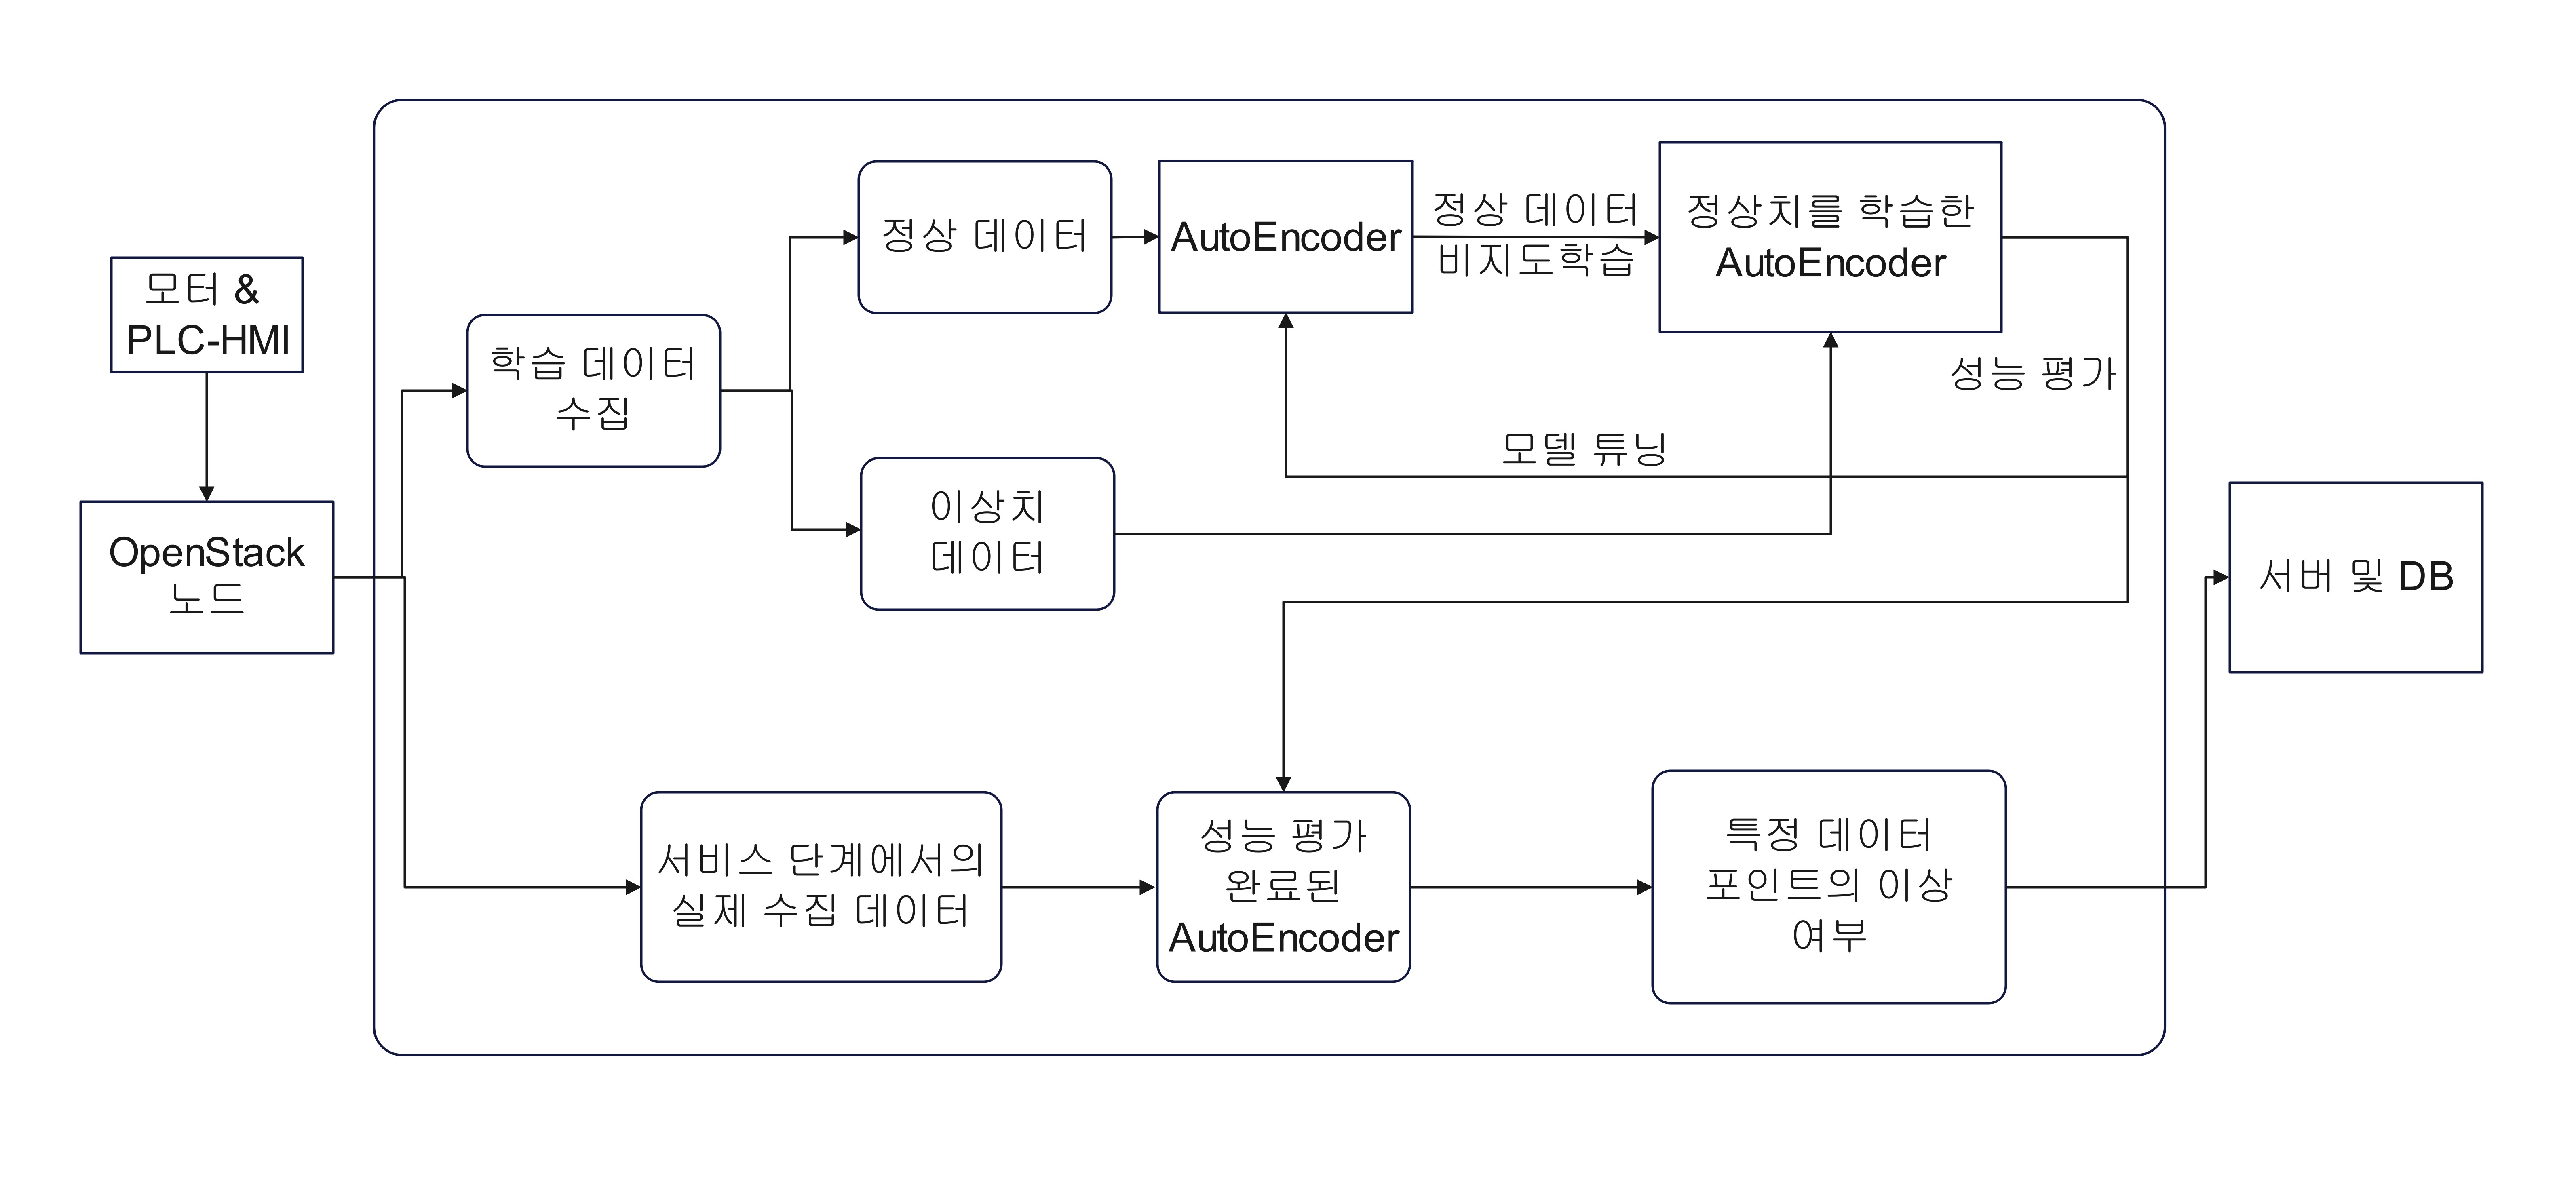 모터 &
PLC-HMI
OpenStack
노드
학습 데이터
수집
정상 데이터
AutoEncoder
정상 데이터
비지도학습
정상치를 학습한
AutoEncoder
성능 평가
모델 튜닝
이상치
데이터
서비스 단계에서의
실제 수집 데이터
성능 평가
완료된
AutoEncoder
특정 데이터
포인트의 이상
여부
서버 및 DB